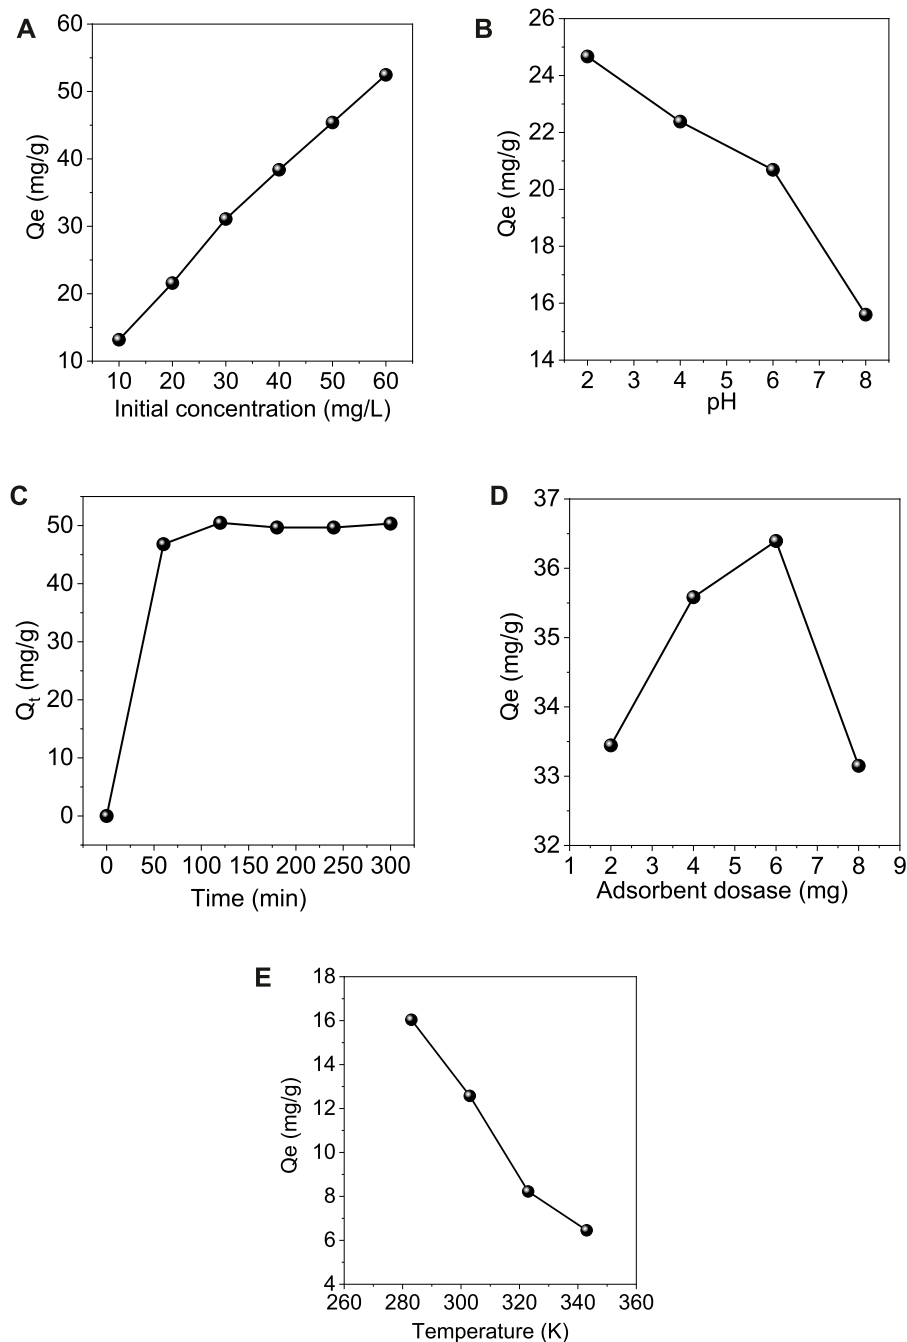 A
60
50
40
30
20
10
Qe (mg/g)
10 20 30 40 50 60
Initial concentration (mg/L)
B
26
24
22
20
18
16
14
Qe (mg/g)
2 3 4 5 6 7 8
pH
C
50
40
30
20
10
0
Qt (mg/g)
0 50 100 150 200 250 300
Time (min)
D
37
36
35
34
33
32
Qe (mg/g)
1 2 3 4 5 6 7 8 9
Adsorbent dosase (mg)
E
18
16
14
12
10
8
6
4
Qe (mg/g)
260 280 300 320 340 360
Temperature (K)